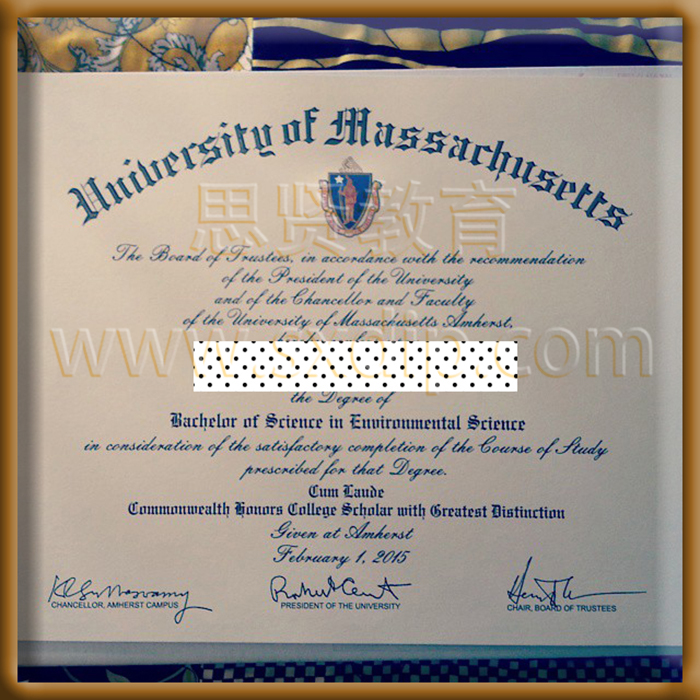 University of Massachusetts
思贤教育
The Board of Trustees, in accordance with the recommendation
of the President of the University
and of the Chancellor and Faculty
of the University of Massachusetts Amherst,
www.sxdip.com
the Degree of
Bachelor of Science in Environmental Science
in consideration of the satisfactory completion of the Course of Study
prescribed for that Degree.
Cum Laude
Commonwealth Honors College Scholar with Greatest Distinction
Given at Amherst
February 1, 2015
CHANCELLOR, AMHERST CAMPUS
PRESIDENT OF THE UNIVERSITY
CHAIR, BOARD OF TRUSTEES